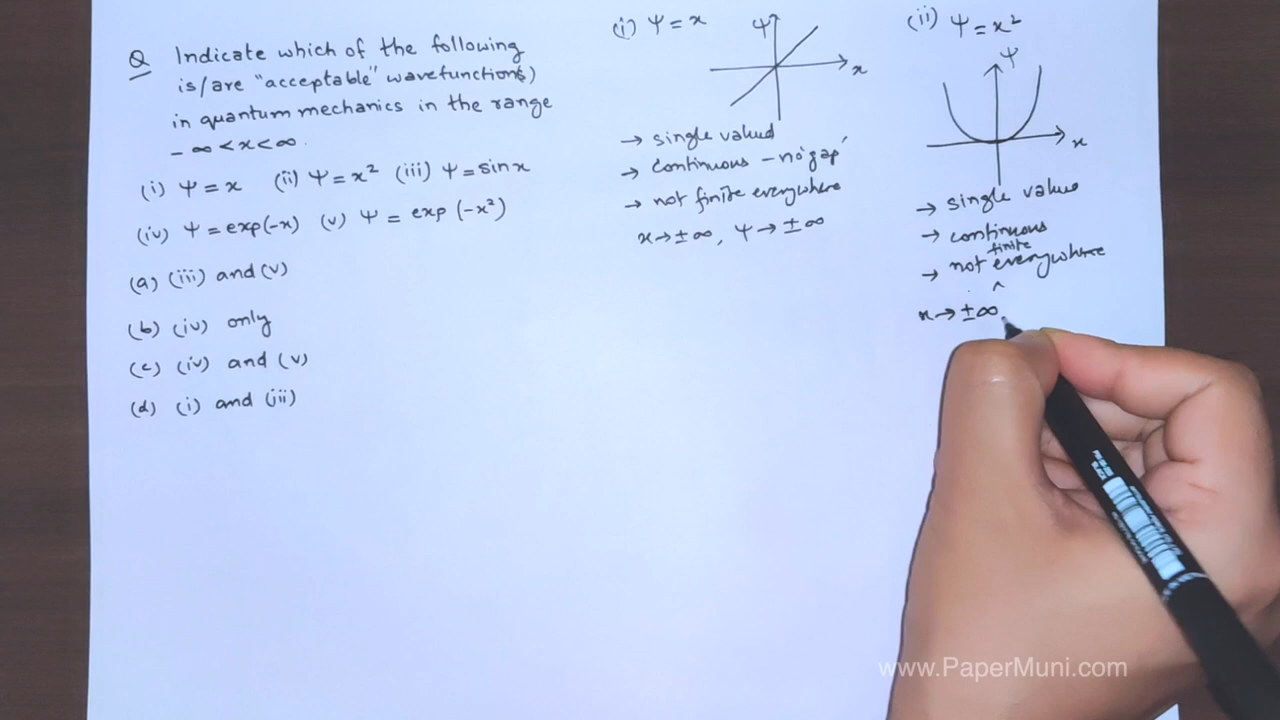 Q Indicate which of the following
is/are "acceptable" wavefunction(s)
in quantum mechanics in the range
- ∞ < x < ∞
(i) Ψ = x (ii) Ψ = x² (iii) Ψ = sin x
(iv) Ψ = exp(-x) (v) Ψ = exp (-x²)
(a) (iii) and (v)
(b) (iv) only
(c) (iv) and (v)
(d) (i) and (iii)
(i) Ψ = x
Ψ
x
→ single valued
→ continuous - no 'gap'
→ not finite everywhere
x → ±∞, Ψ → ±∞
(ii) Ψ = x²
Ψ
x
→ single value
→ continuous
→ not finite everywhere
x → ±∞,
www.PaperMuni.com